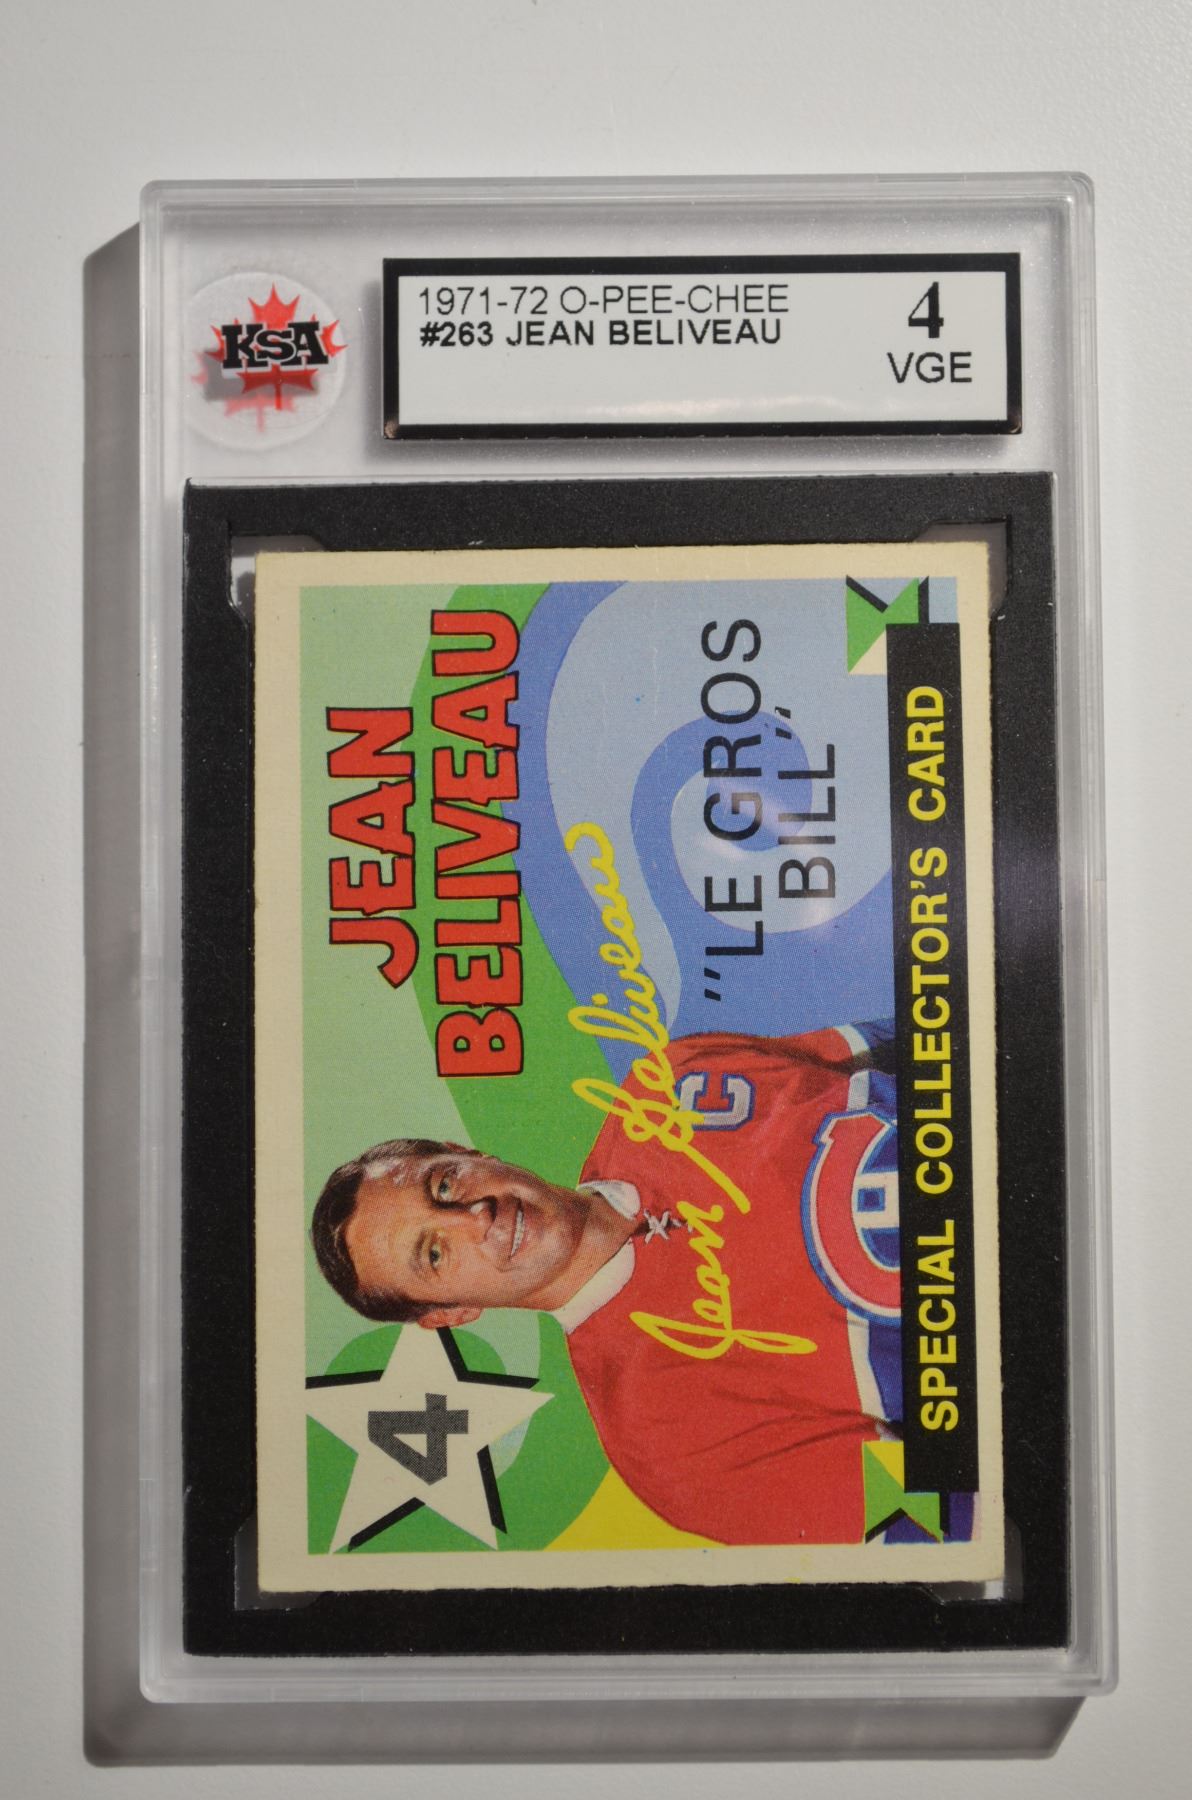 KSA
1971-72 O-PEE-CHEE
#263 JEAN BELIVEAU
4
VGE
JEAN
BELIVEAU
4
Jean Beliveau
"LE GROS
BILL"
C
SPECIAL COLLECTOR'S CARD